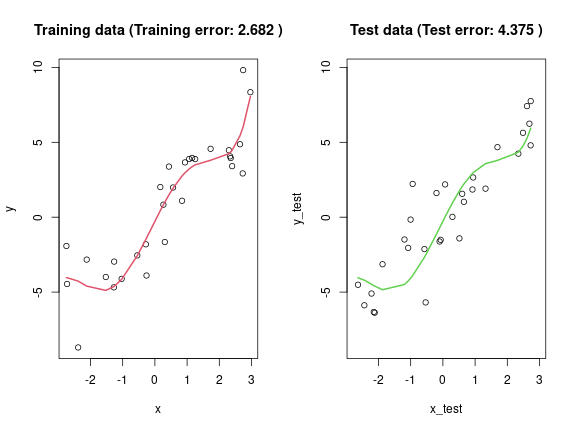 Training data (Training error: 2.682 )
10
5
0
-5
y
-2 -1 0 1 2 3
x
Test data (Test error: 4.375 )
10
5
0
-5
y_test
-2 -1 0 1 2 3
x_test